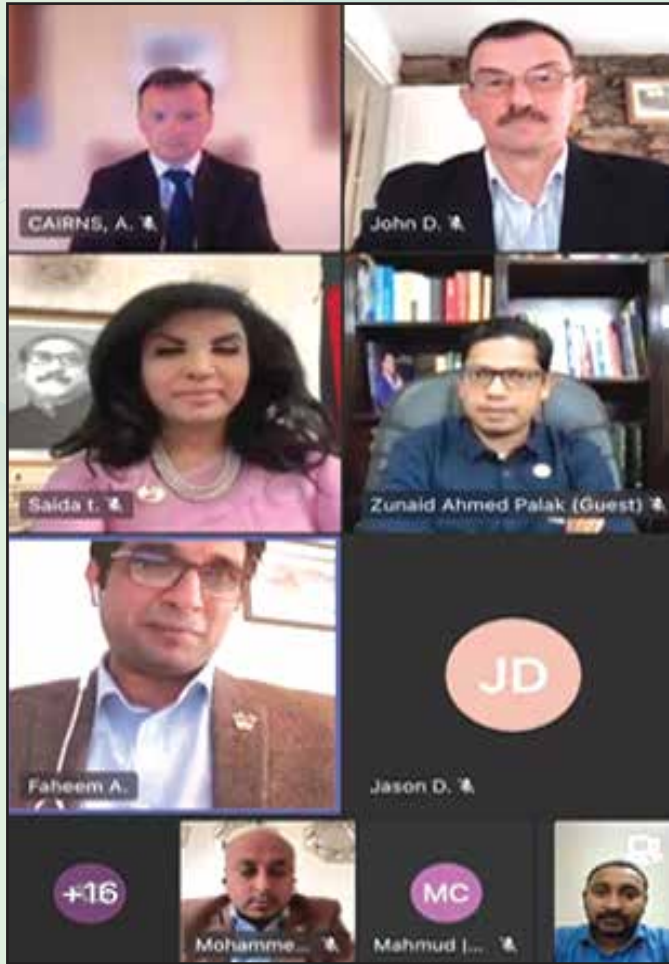 CAIRNS, A.
John D.
Saida t.
Zunaid Ahmed Palak (Guest)
Faheem A.
JD
Jason D.
+16
Mohamme...
MC
Mahmud |...